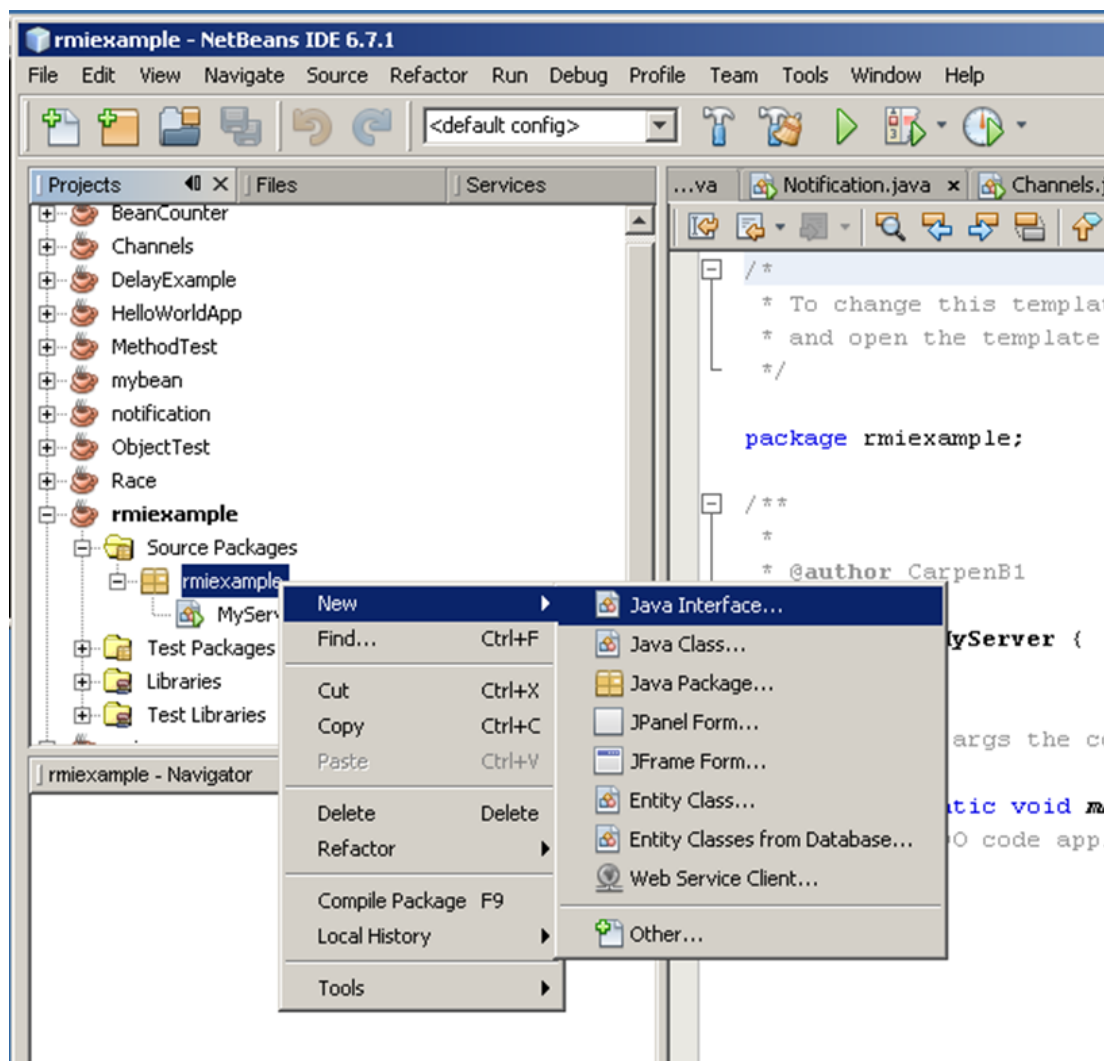 rmiexample - NetBeans IDE 6.7.1
File Edit View Navigate Source Refactor Run Debug Profile Team Tools Window Help
<default config>
Projects Files Services
...va Notification.java Channels.j
BeanCounter
Channels
DelayExample
HelloWorldApp
MethodTest
mybean
notification
ObjectTest
Race
rmiexample
Source Packages
rmiexample
MyServ
Test Packages
Libraries
Test Libraries
rmiexample - Navigator
/*
* To change this templat
* and open the template
*/
package rmiexample;
/**
*
* @author CarpenB1
MyServer {
args the co
atic void ma
DO code app
New
Find... Ctrl+F
Cut Ctrl+X
Copy Ctrl+C
Paste Ctrl+V
Delete Delete
Refactor
Compile Package F9
Local History
Tools
Java Interface...
Java Class...
Java Package...
JPanel Form...
JFrame Form...
Entity Class...
Entity Classes from Database...
Web Service Client...
Other...